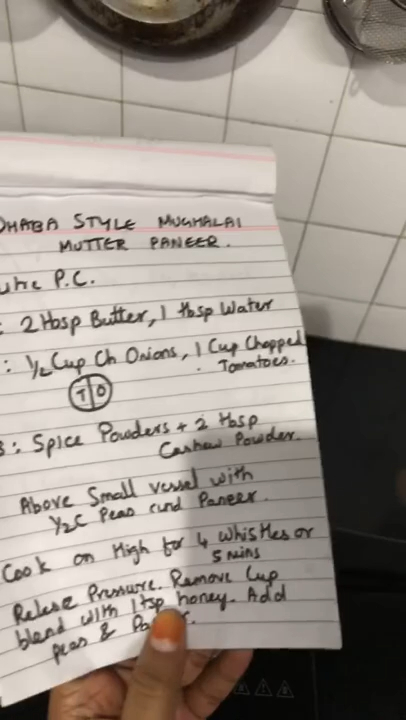 DHABA STYLE MUGHALAI
MUTTER PANEER.
P.C.
: 2 tbsp Butter, 1 tbsp Water
: ½ Cup Ch Onions, 1 Cup Chopped
Tomatoes.
T O
3: Spice Powders + 2 tbsp
Cashew Powder.
Above Small vessel with
½C Peas and Paneer.
Cook on High for 4 whistles or
5 mins
Release Pressure. Remove Cup
blend with 1 tsp honey. Add
peas &